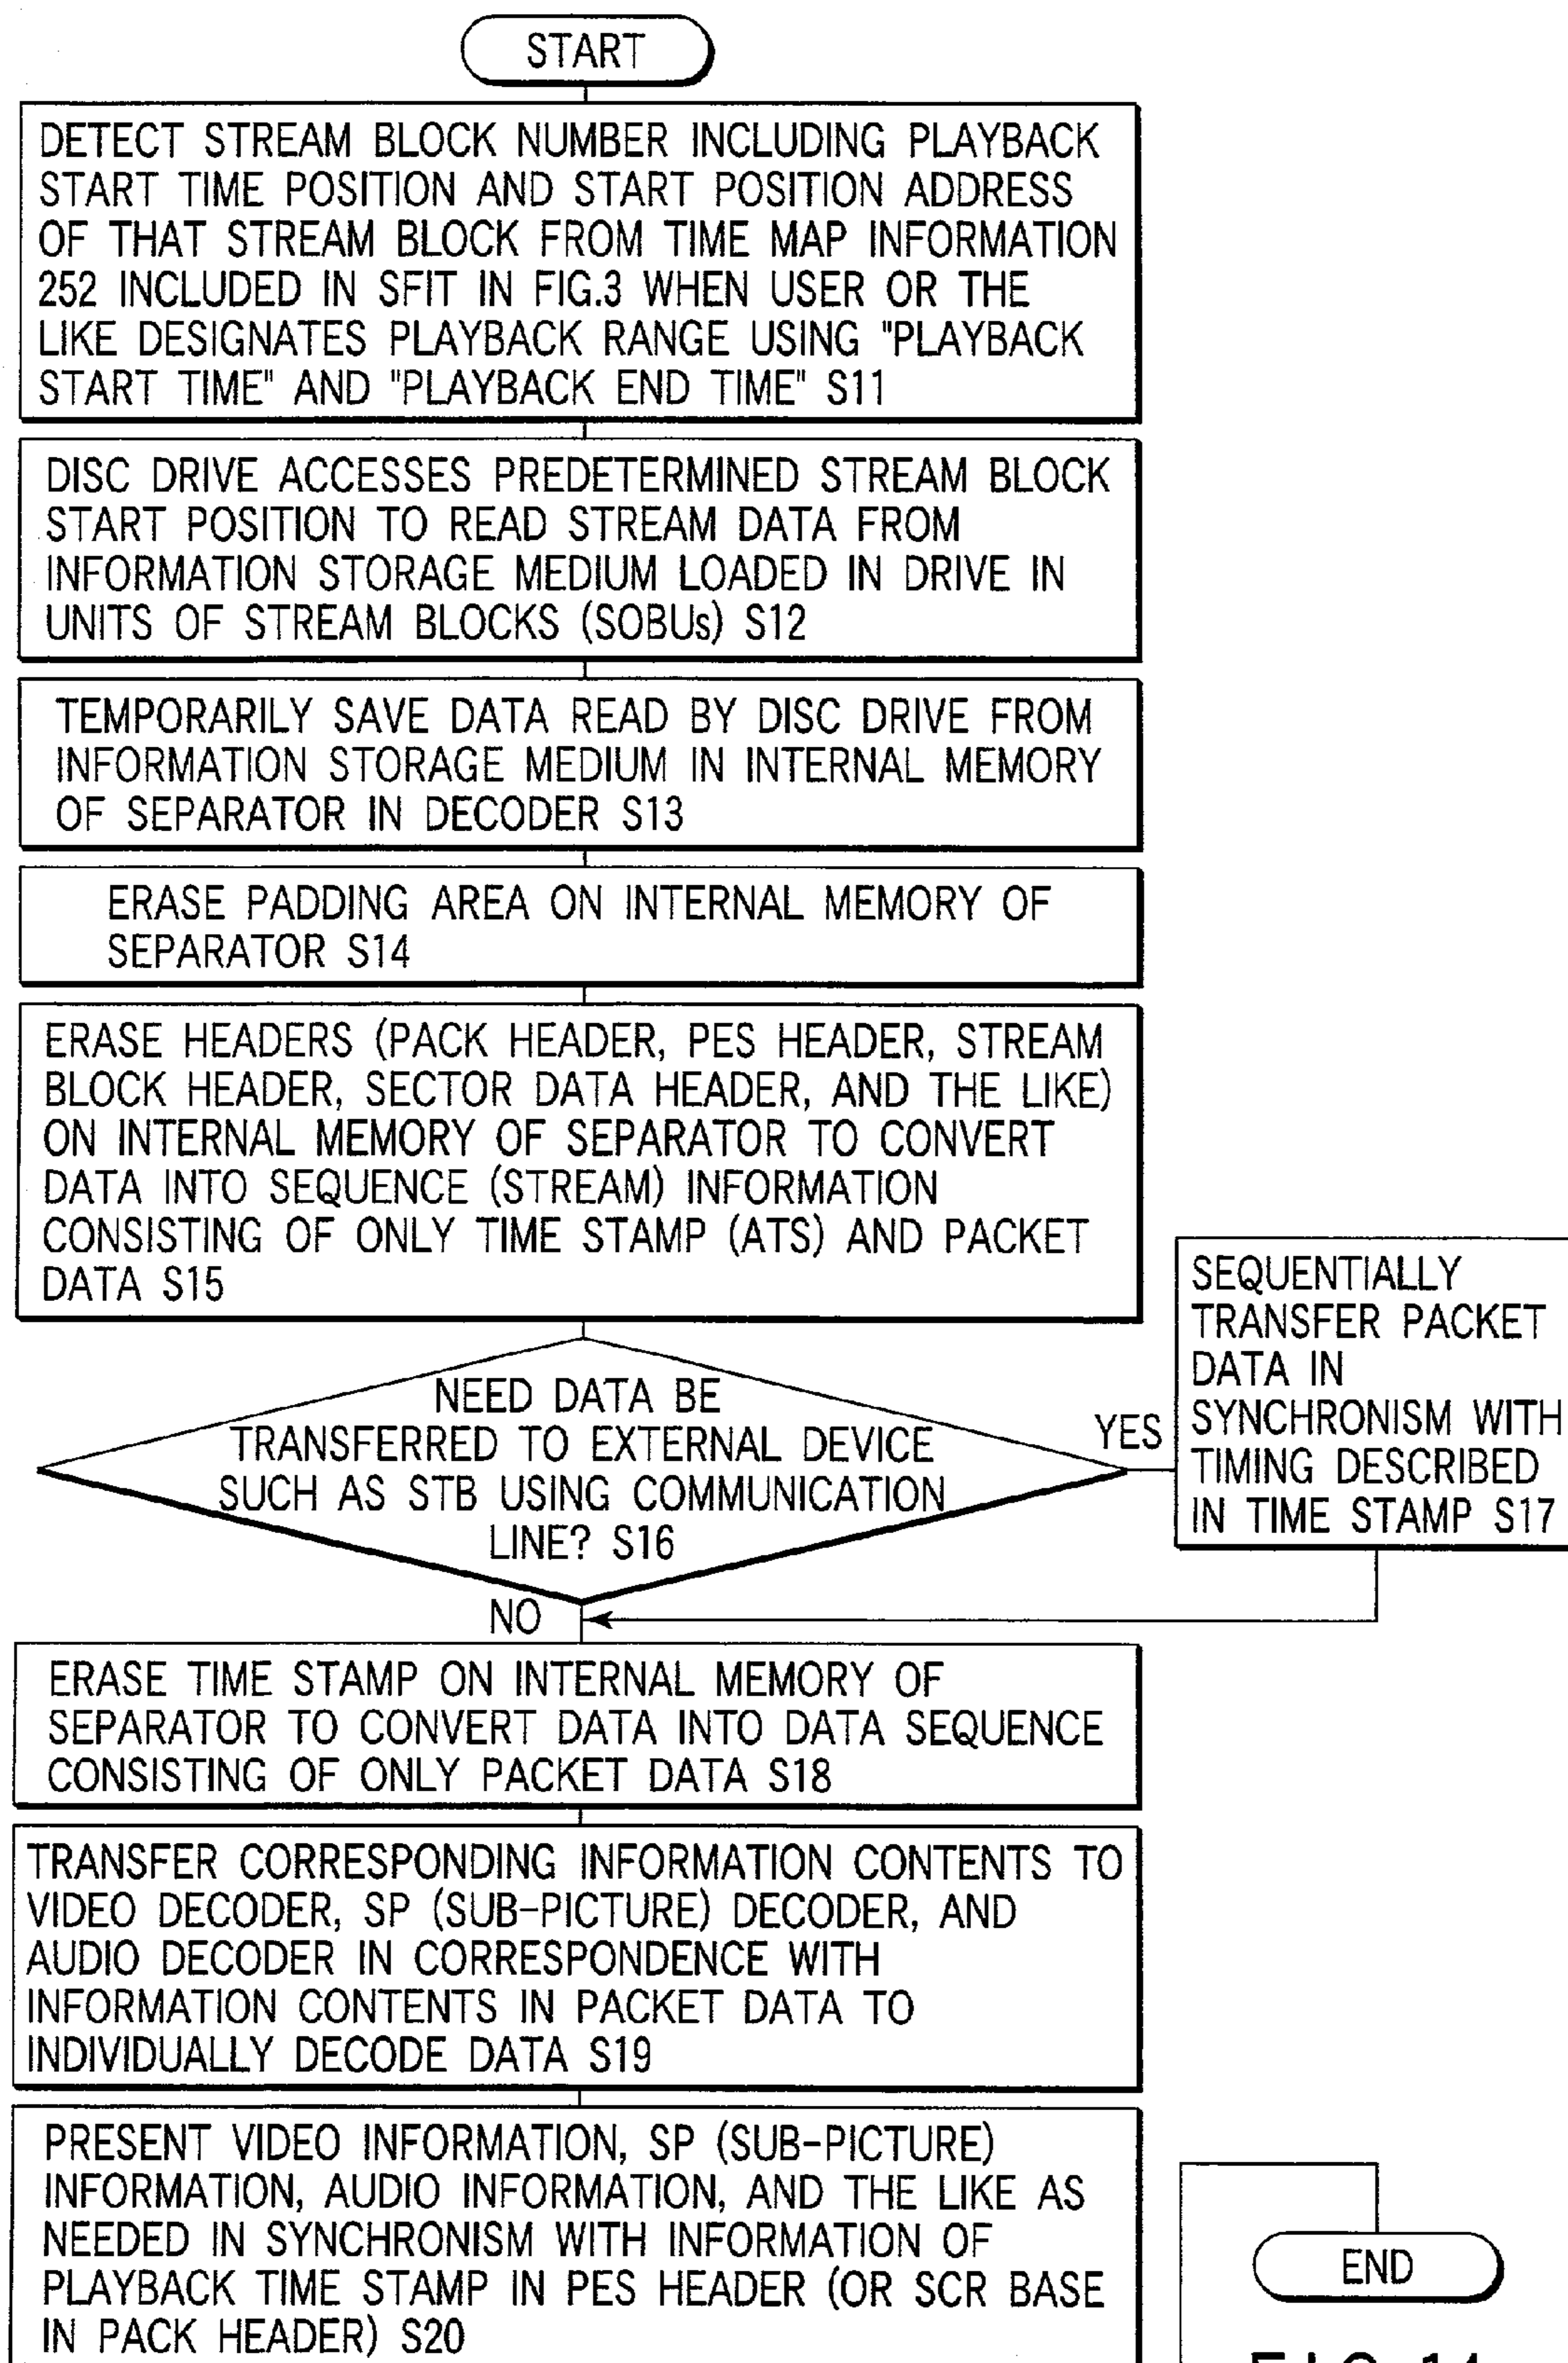 START
DETECT STREAM BLOCK NUMBER INCLUDING PLAYBACK
START TIME POSITION AND START POSITION ADDRESS
OF THAT STREAM BLOCK FROM TIME MAP INFORMATION
252 INCLUDED IN SFIT IN FIG.3 WHEN USER OR THE
LIKE DESIGNATES PLAYBACK RANGE USING "PLAYBACK
START TIME" AND "PLAYBACK END TIME" S11
DISC DRIVE ACCESSES PREDETERMINED STREAM BLOCK
START POSITION TO READ STREAM DATA FROM
INFORMATION STORAGE MEDIUM LOADED IN DRIVE IN
UNITS OF STREAM BLOCKS (SOBUs) S12
TEMPORARILY SAVE DATA READ BY DISC DRIVE FROM
INFORMATION STORAGE MEDIUM IN INTERNAL MEMORY
OF SEPARATOR IN DECODER S13
ERASE PADDING AREA ON INTERNAL MEMORY OF
SEPARATOR S14
ERASE HEADERS (PACK HEADER, PES HEADER, STREAM
BLOCK HEADER, SECTOR DATA HEADER, AND THE LIKE)
ON INTERNAL MEMORY OF SEPARATOR TO CONVERT
DATA INTO SEQUENCE (STREAM) INFORMATION
CONSISTING OF ONLY TIME STAMP (ATS) AND PACKET
DATA S15
NEED DATA BE
TRANSFERRED TO EXTERNAL DEVICE
SUCH AS STB USING COMMUNICATION
LINE? S16
YES
SEQUENTIALLY
TRANSFER PACKET
DATA IN
SYNCHRONISM WITH
TIMING DESCRIBED
IN TIME STAMP S17
NO
ERASE TIME STAMP ON INTERNAL MEMORY OF
SEPARATOR TO CONVERT DATA INTO DATA SEQUENCE
CONSISTING OF ONLY PACKET DATA S18
TRANSFER CORRESPONDING INFORMATION CONTENTS TO
VIDEO DECODER, SP (SUB-PICTURE) DECODER, AND
AUDIO DECODER IN CORRESPONDENCE WITH
INFORMATION CONTENTS IN PACKET DATA TO
INDIVIDUALLY DECODE DATA S19
PRESENT VIDEO INFORMATION, SP (SUB-PICTURE)
INFORMATION, AUDIO INFORMATION, AND THE LIKE AS
NEEDED IN SYNCHRONISM WITH INFORMATION OF
PLAYBACK TIME STAMP IN PES HEADER (OR SCR BASE
IN PACK HEADER) S20
END
FIG. 14